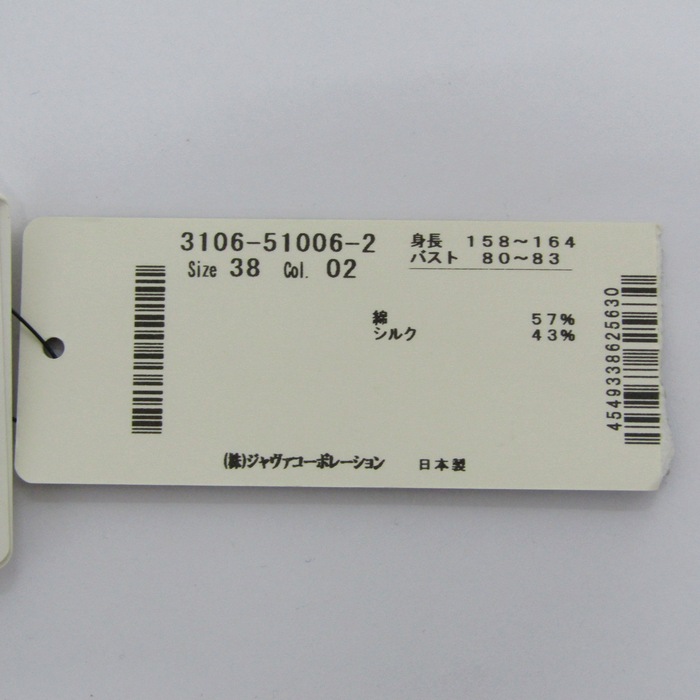 3106-51006-2
Size 38 Col. 02
身長 158~164
バスト 80~83
綿 57%
シルク 43%
4549338625630
(株)ジャヴァコーポレーション 日本製